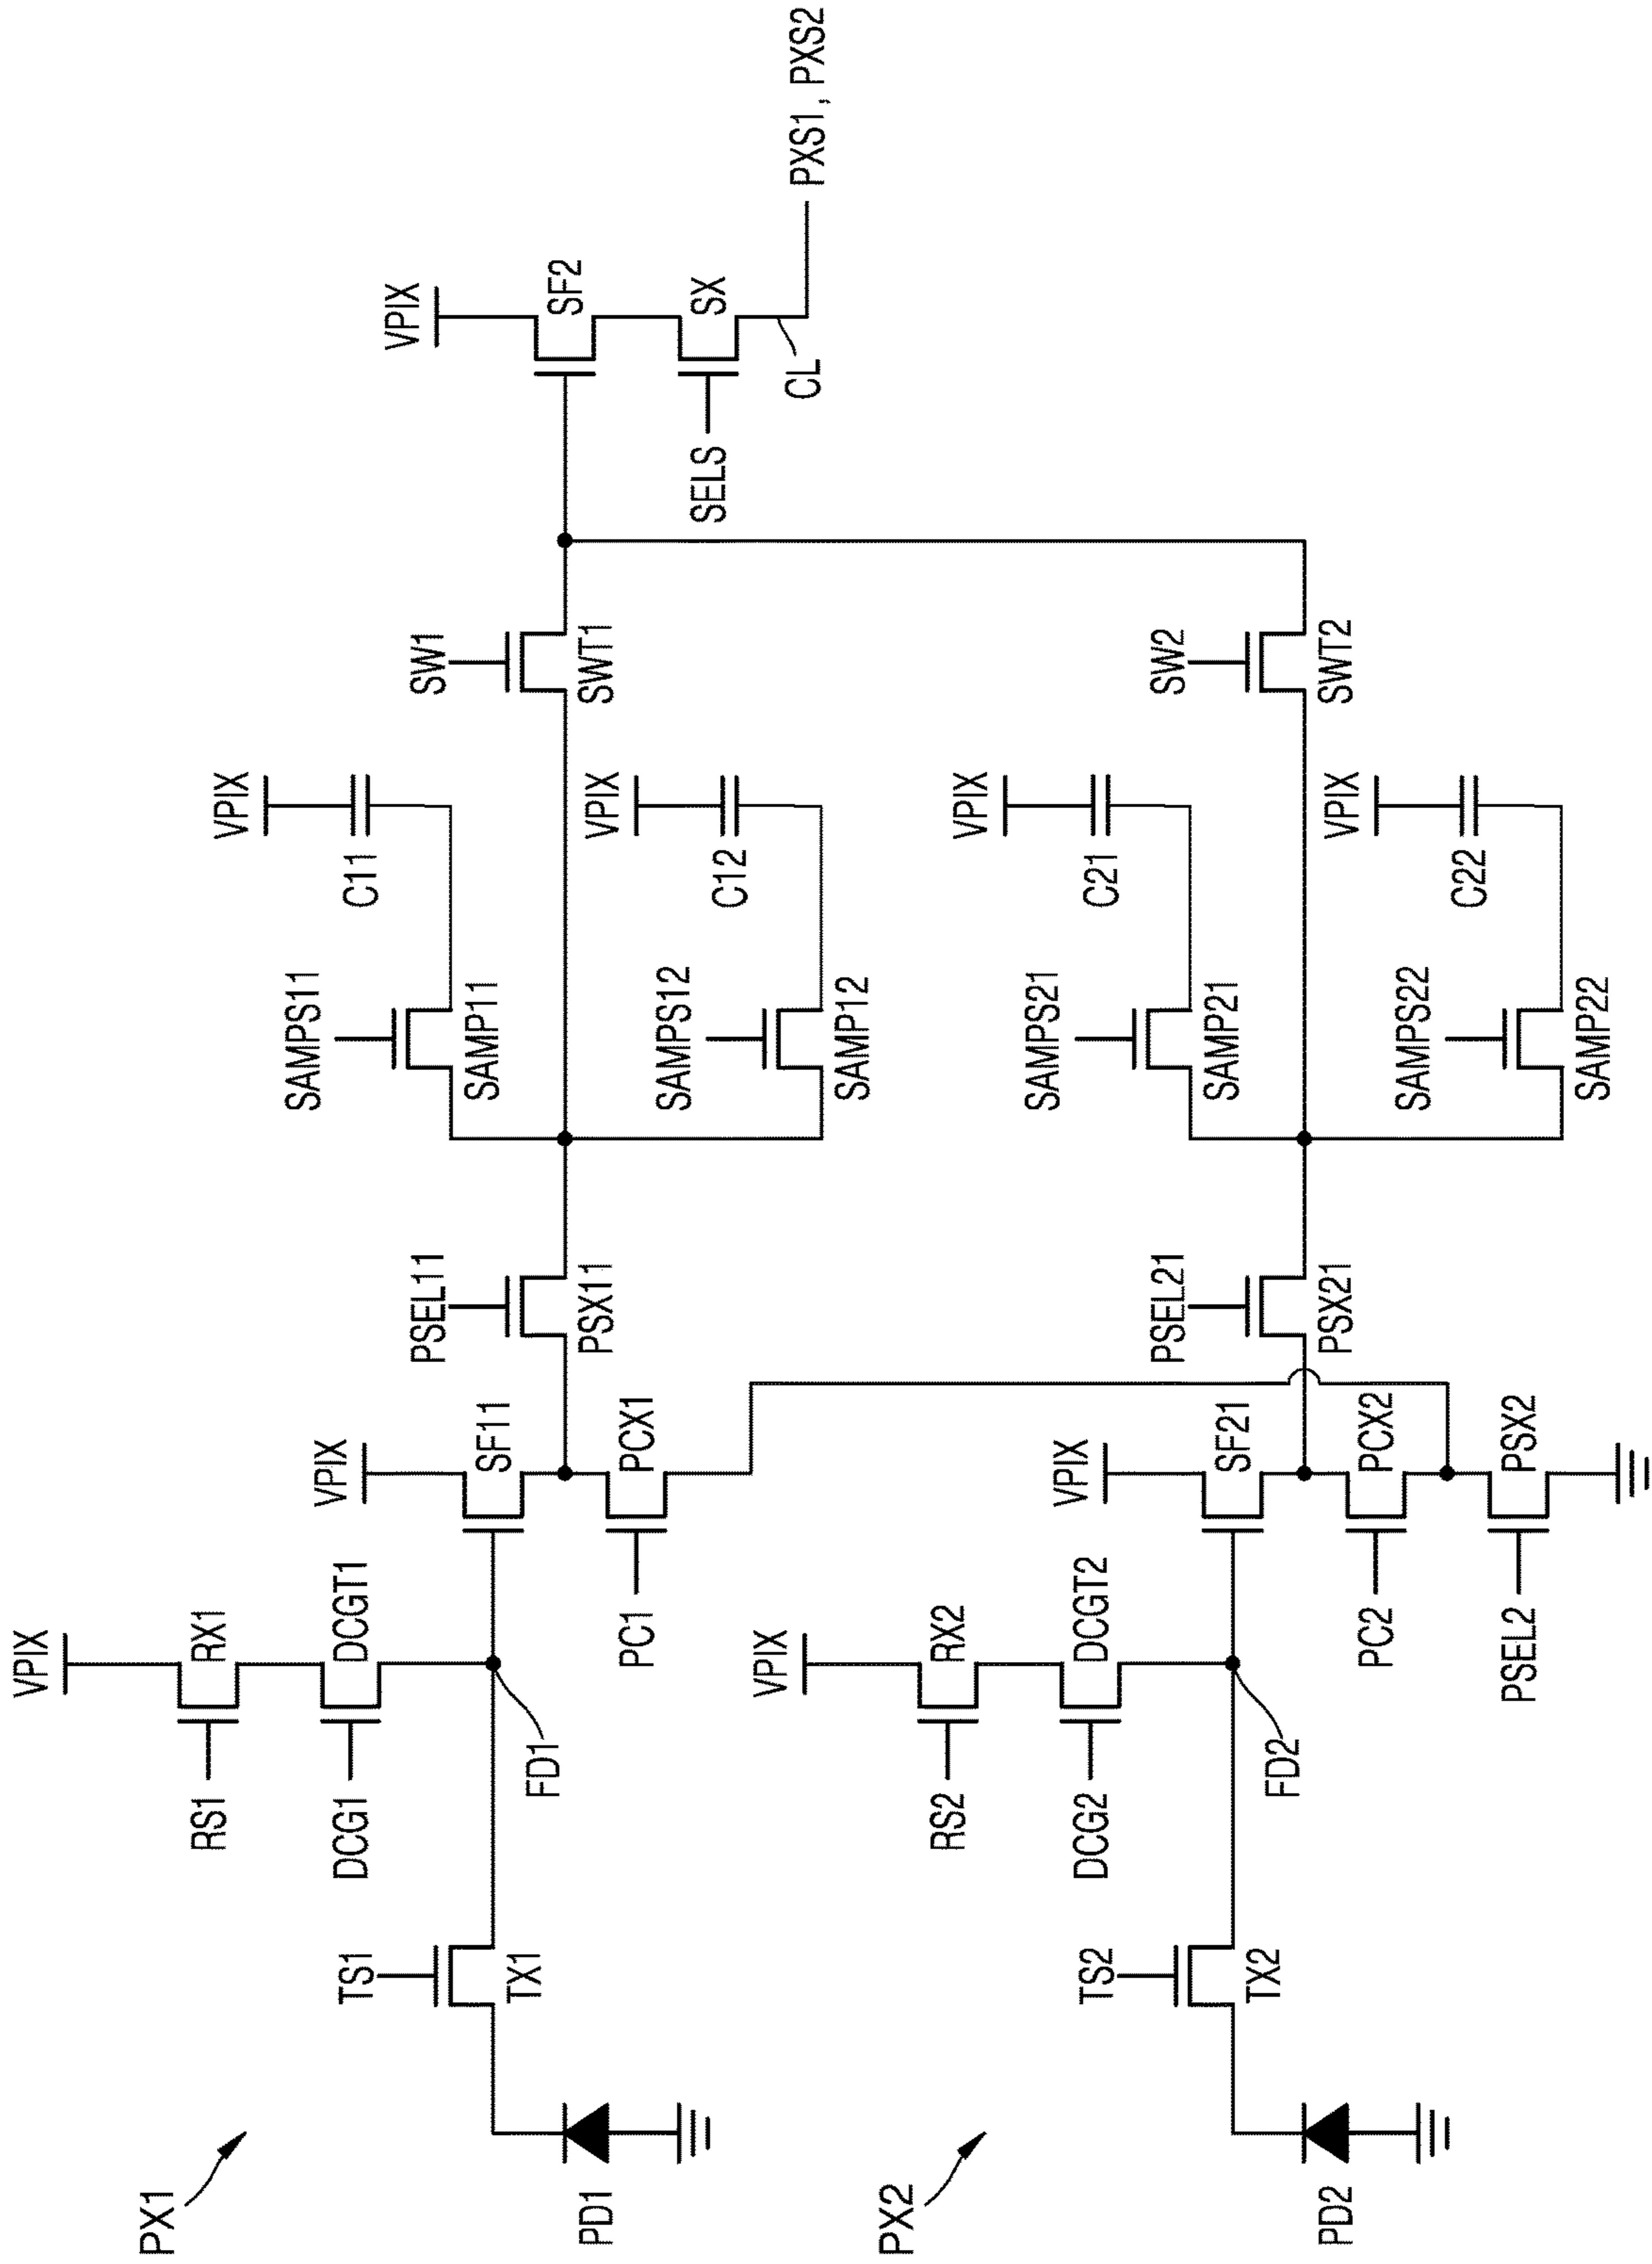 PX1
VPIX
RS1
RX1
DCG1
DCGT1
TS1
TX1
FD1
PD1
VPIX
SF11
PC1
PCX1
PSEL11
PSX11
SAMPS11
SAMP11
VPIX
C11
SAMPS12
SAMP12
VPIX
C12
SW1
SWT1
VPIX
SF2
SELS
SX
CL
PXS1, PXS2
PX2
VPIX
RS2
RX2
DCG2
DCGT2
TS2
TX2
FD2
PD2
VPIX
SF21
PC2
PCX2
PSEL2
PSX2
PSEL21
PSX21
SAMPS21
SAMP21
VPIX
C21
SAMPS22
SAMP22
VPIX
C22
SW2
SWT2